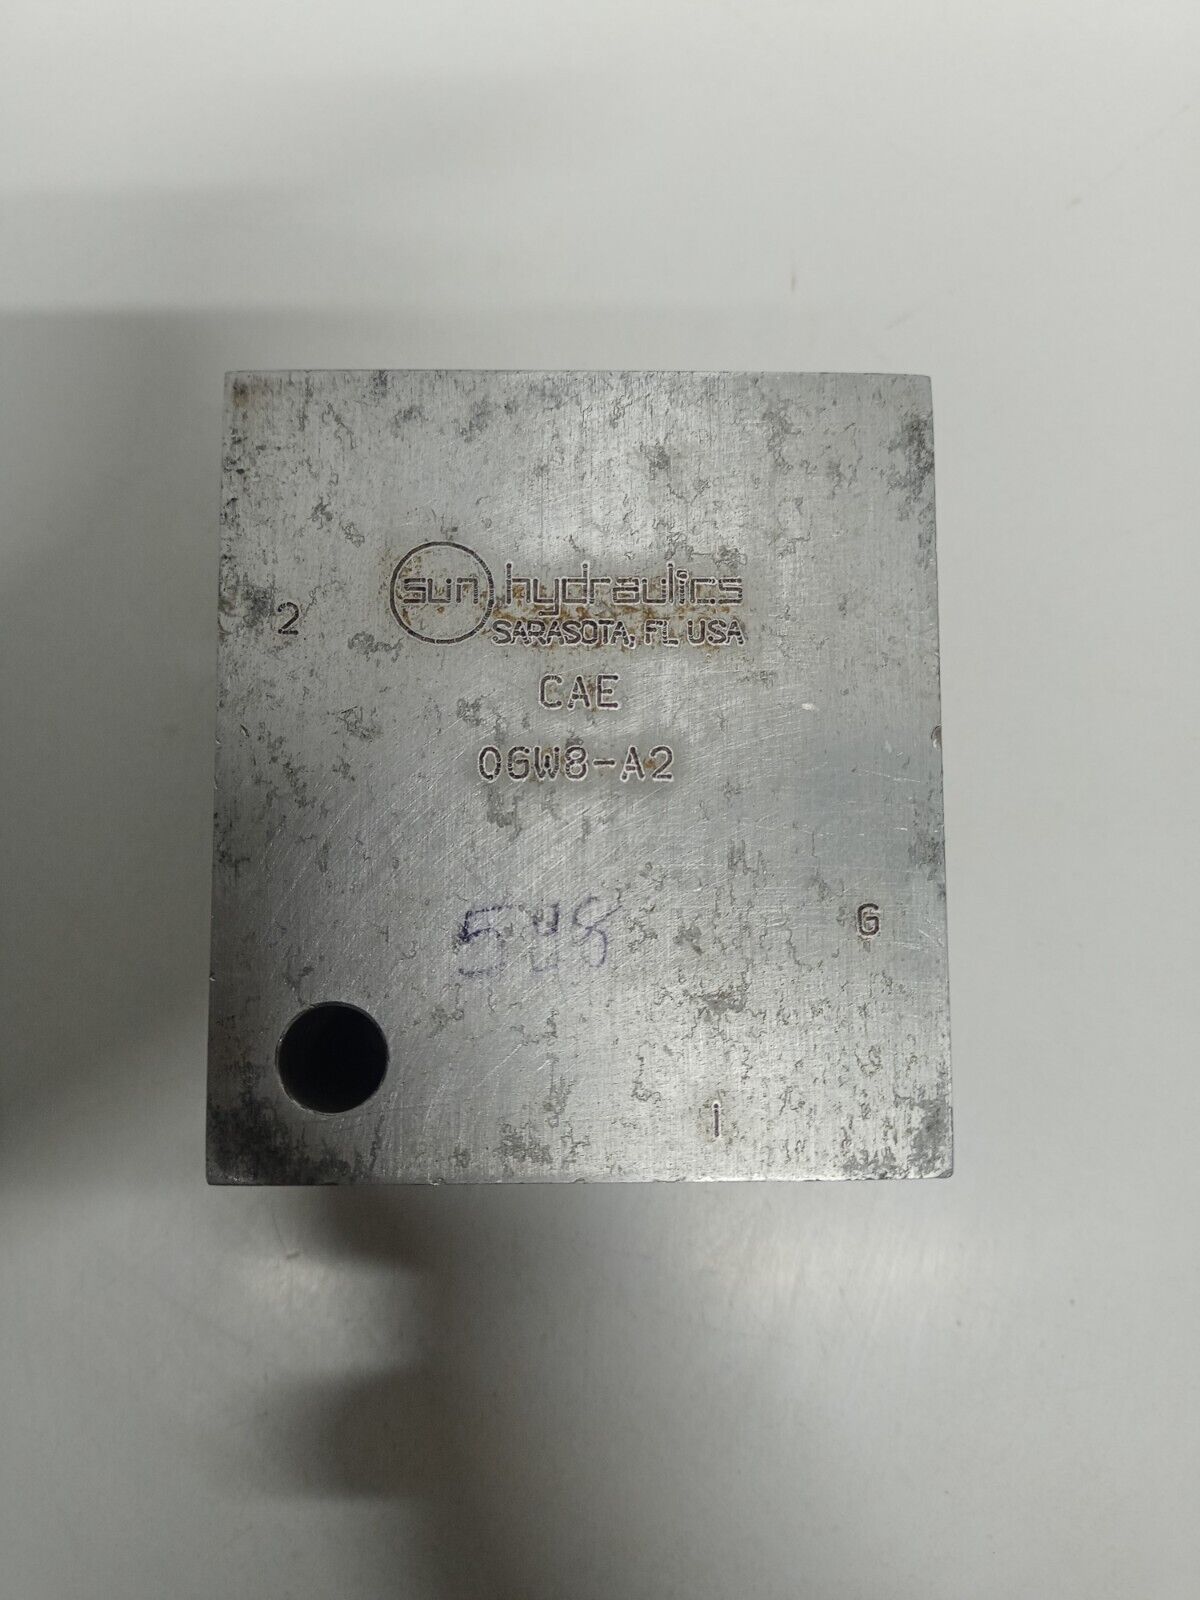 sun hydraulics
SARASOTA, FL USA
2
CAE
0GW8-A2
548
G
1